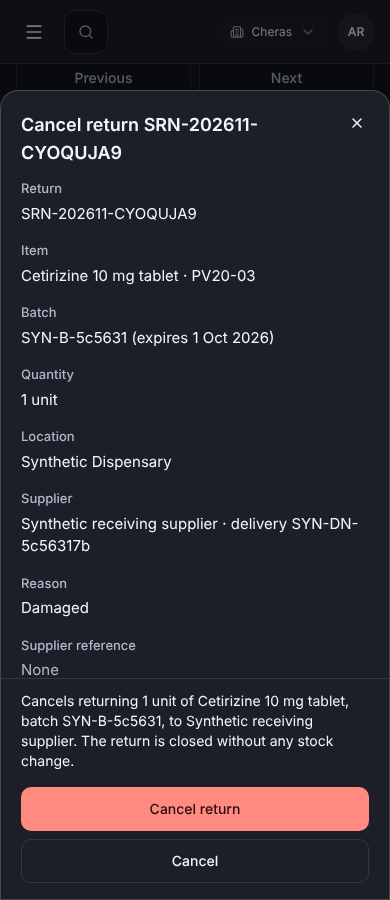 Cheras
AR
Previous
Next
Cancel return SRN-202611-
CYOQUJA9
Return
SRN-202611-CYOQUJA9
Item
Cetirizine 10 mg tablet · PV20-03
Batch
SYN-B-5c5631 (expires 1 Oct 2026)
Quantity
1 unit
Location
Synthetic Dispensary
Supplier
Synthetic receiving supplier · delivery SYN-DN-
5c56317b
Reason
Damaged
Supplier reference
None
Cancels returning 1 unit of Cetirizine 10 mg tablet,
batch SYN-B-5c5631, to Synthetic receiving
supplier. The return is closed without any stock
change.
Cancel return
Cancel